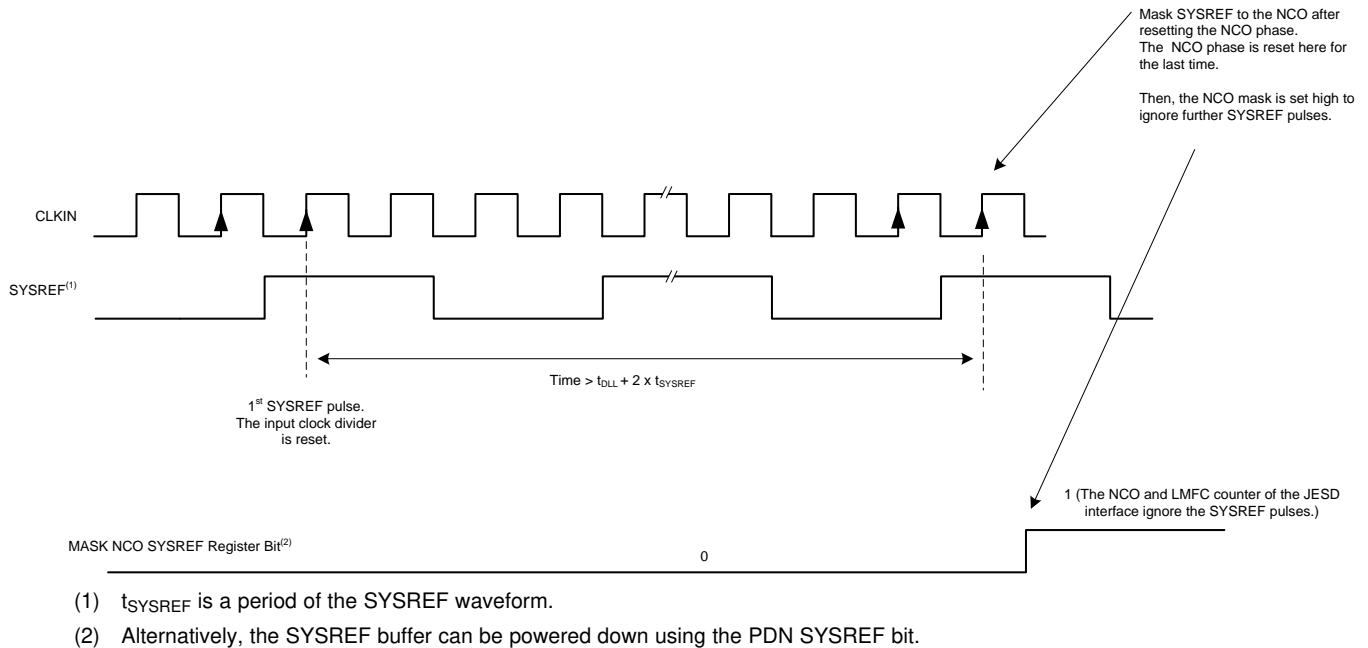 Mask SYSREF to the NCO after
resetting the NCO phase.
The NCO phase is reset here for
the last time.
Then, the NCO mask is set high to
ignore further SYSREF pulses.
CLKIN
SYSREF(1)
Time > tDLL + 2 x tSYSREF
1st SYSREF pulse.
The input clock divider
is reset.
1 (The NCO and LMFC counter of the JESD
interface ignore the SYSREF pulses.)
MASK NCO SYSREF Register Bit(2)
0
(1) tSYSREF is a period of the SYSREF waveform.
(2) Alternatively, the SYSREF buffer can be powered down using the PDN SYSREF bit.